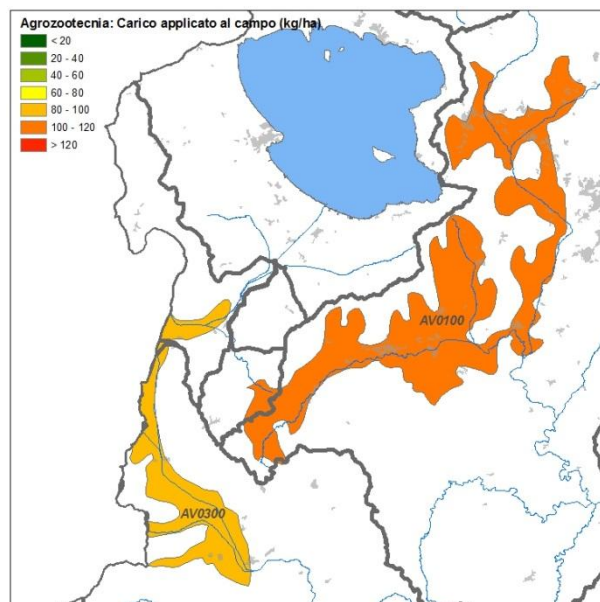 Agrozootecnia: Carico applicato al campo (kg/ha)
< 20
20 - 40
40 - 60
60 - 80
80 - 100
100 - 120
> 120
AV0100
AV0300